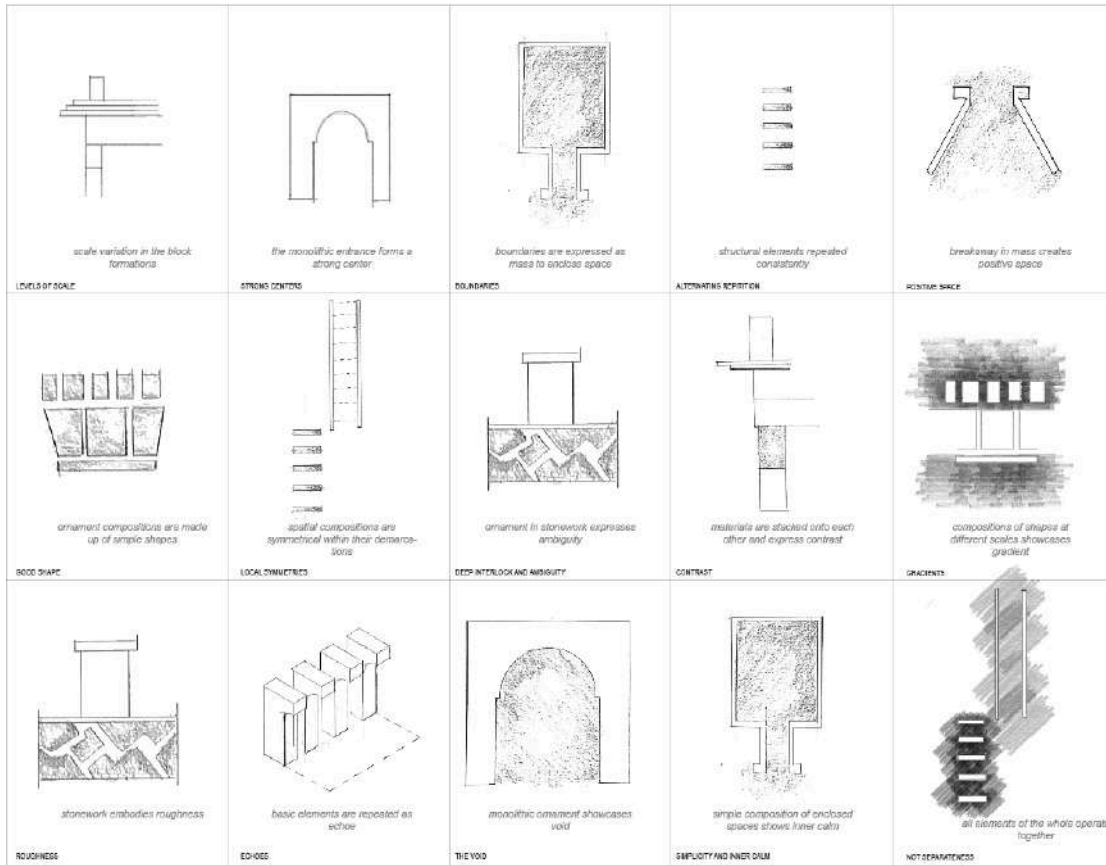 scale variation in the block
formations
LEVELS OF SCALE
the monolithic entrance forms a
strong center
STRONG CENTERS
boundaries are expressed as
mass to enclose space
BOUNDARIES
structural elements repeated
consistently
ALTERNATING REPITITION
breakaway in mass creates
positive space
POSITIVE SPACE
ornament compositions are made
up of simple shapes
GOOD SHAPE
spatial compositions are
symmetrical within their demarca-
tions
LOCAL SYMMETRIES
ornament in stonework expresses
ambiguity
DEEP INTERLOCK AND AMBIGUITY
materials are stacked onto each
other and express contrast
CONTRAST
compositions of shapes at
different scales showcases
gradient
GRADIENTS
stonework embodies roughness
ROUGHNESS
basic elements are repeated as
echoe
ECHOES
monolithic ornament showcases
void
THE VOID
simple composition of enclosed
spaces shows inner calm
SIMPLICITY AND INNER CALM
all elements of the whole operate
together
NOT SEPARATENESS